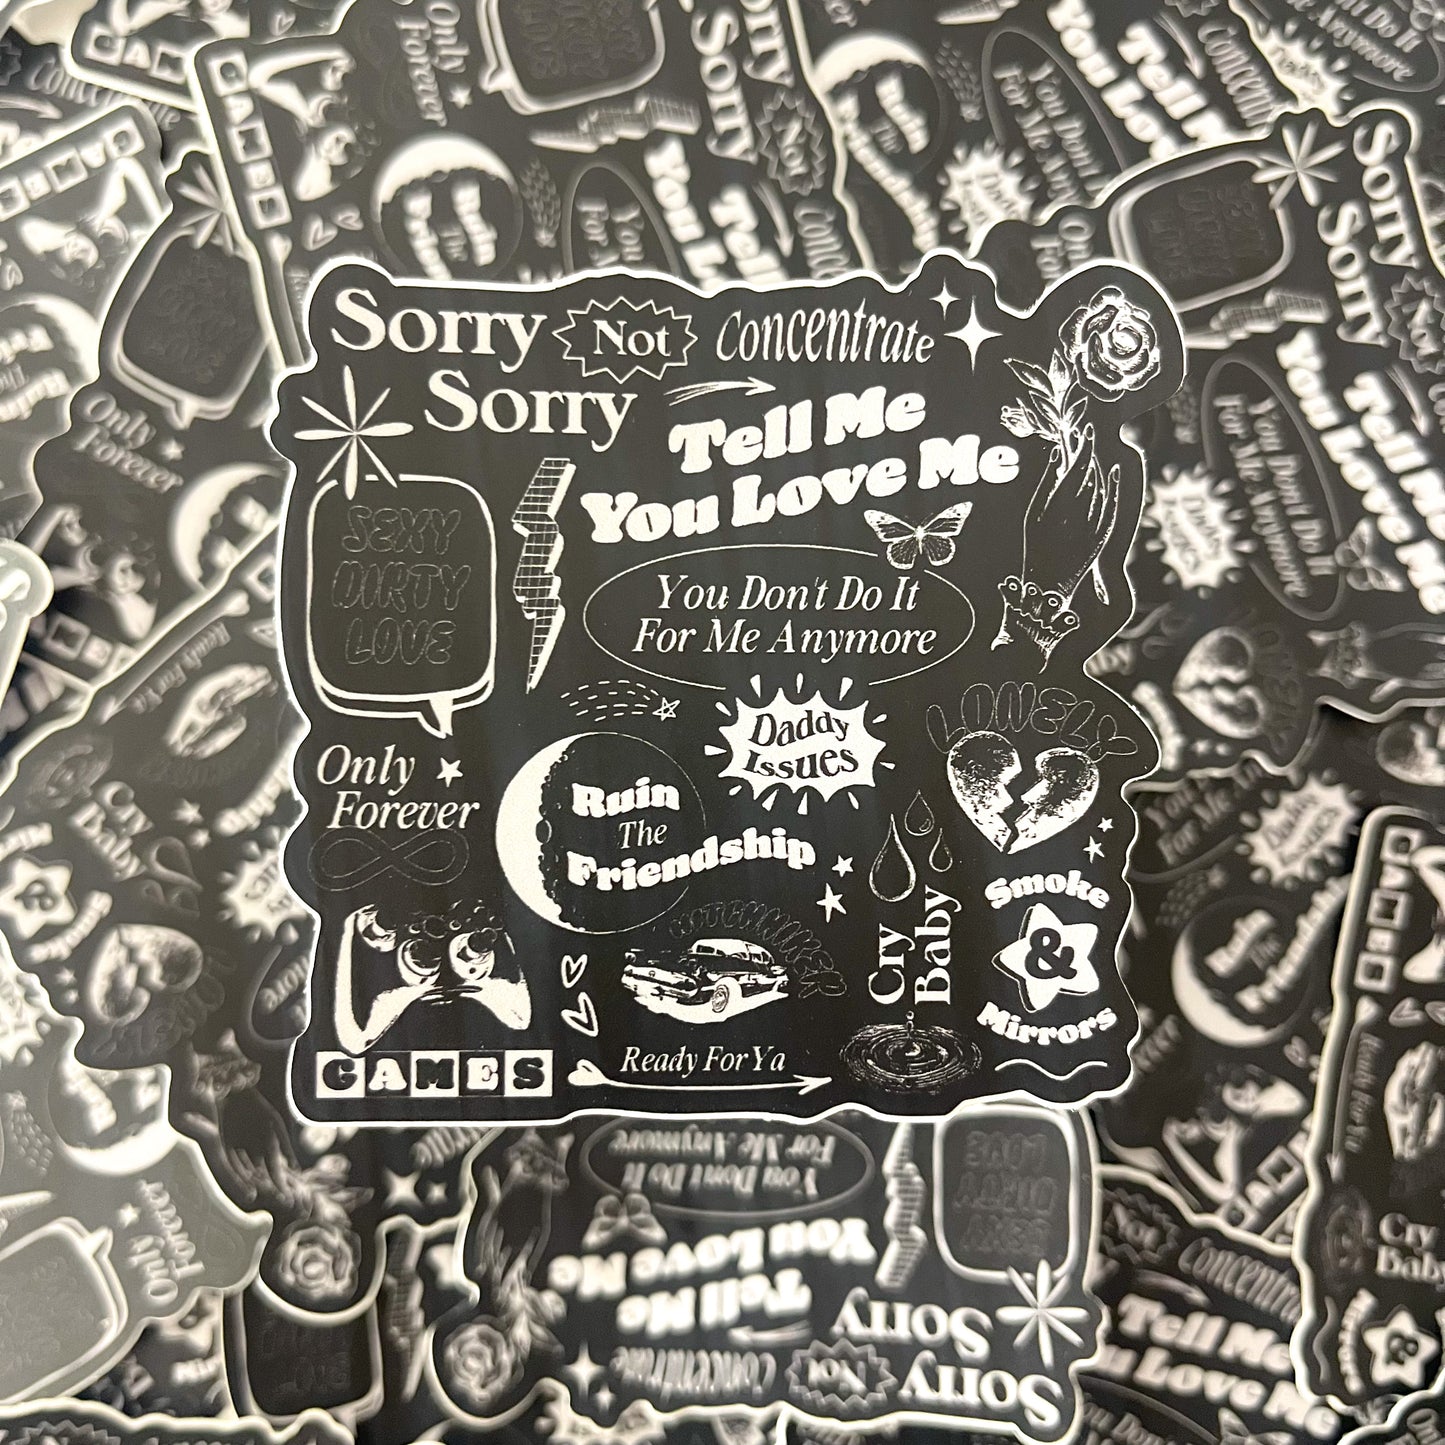 Sorry
Not
Concentrate
Sorry
Tell Me
You Love Me
SEXY
DIRTY
LOVE
You Don't Do It
For Me Anymore
Daddy
Issues
LONELY
Only
Forever
Ruin
The
Friendship
HITCHHIKER
Cry
Baby
Smoke
&
Mirrors
GAMES
Ready For Ya